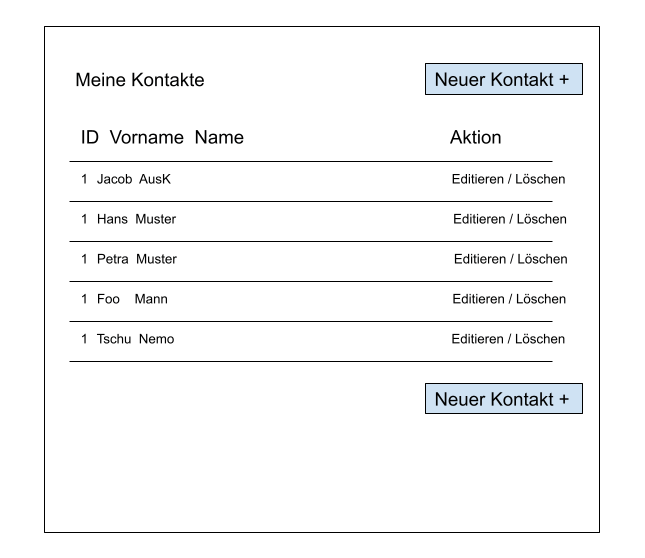 Meine Kontakte Neuer Kontakt +
ID Vorname Name Aktion
1 Jacob AusK Editieren / Löschen
1 Hans Muster Editieren / Löschen
1 Petra Muster Editieren / Löschen
1 Foo Mann Editieren / Löschen
1 Tschu Nemo Editieren / Löschen
Neuer Kontakt +